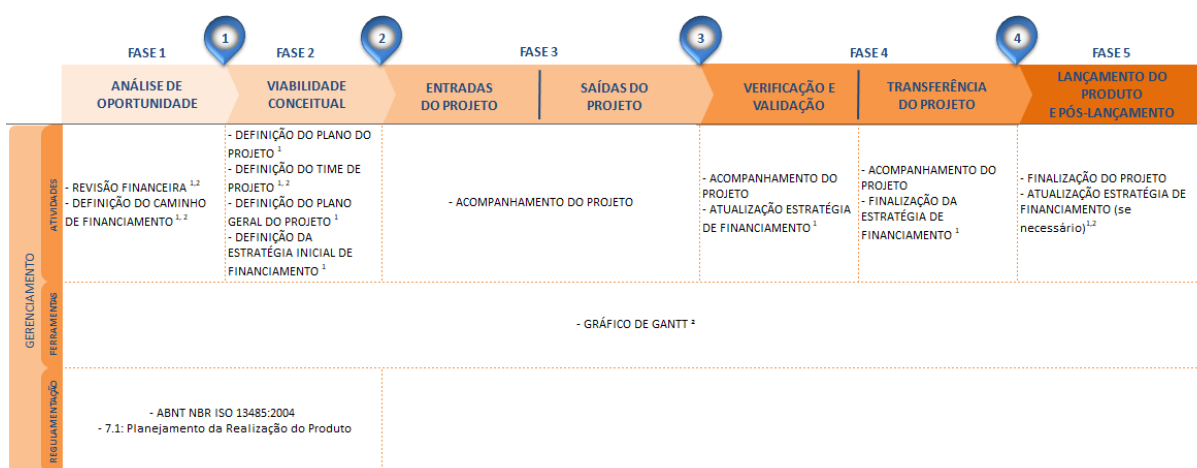 1
2
3
4
FASE 1
FASE 2
FASE 3
FASE 4
FASE 5
ANÁLISE DE
OPORTUNIDADE
VIABILIDADE
CONCEITUAL
ENTRADAS
DO PROJETO
SAÍDAS DO
PROJETO
VERIFICAÇÃO E
VALIDAÇÃO
TRANSFERÊNCIA
DO PROJETO
LANÇAMENTO DO
PRODUTO
E PÓS-LANÇAMENTO
GERENCIAMENTO
ATIVIDADES
- REVISÃO FINANCEIRA 1,2
- DEFINIÇÃO DO CAMINHO
DE FINANCIAMENTO 1, 2
- DEFINIÇÃO DO PLANO DO
PROJETO 1
- DEFINIÇÃO DO TIME DE
PROJETO 1, 2
- DEFINIÇÃO DO PLANO
GERAL DO PROJETO 1
- DEFINIÇÃO DA
ESTRATÉGIA INICIAL DE
FINANCIAMENTO 1
- ACOMPANHAMENTO DO PROJETO
- ACOMPANHAMENTO DO
PROJETO
- ATUALIZAÇÃO ESTRATÉGIA
DE FINANCIAMENTO 1
- ACOMPANHAMENTO DO
PROJETO
- FINALIZAÇÃO DA
ESTRATÉGIA DE
FINANCIAMENTO 1
- FINALIZAÇÃO DO PROJETO
- ATUALIZAÇÃO ESTRATÉGIA DE
FINANCIAMENTO (se
necessário)1,2
FERRAMENTAS
- GRÁFICO DE GANTT ²
REGULAMENTAÇÃO
- ABNT NBR ISO 13485:2004
- 7.1: Planejamento da Realização do Produto